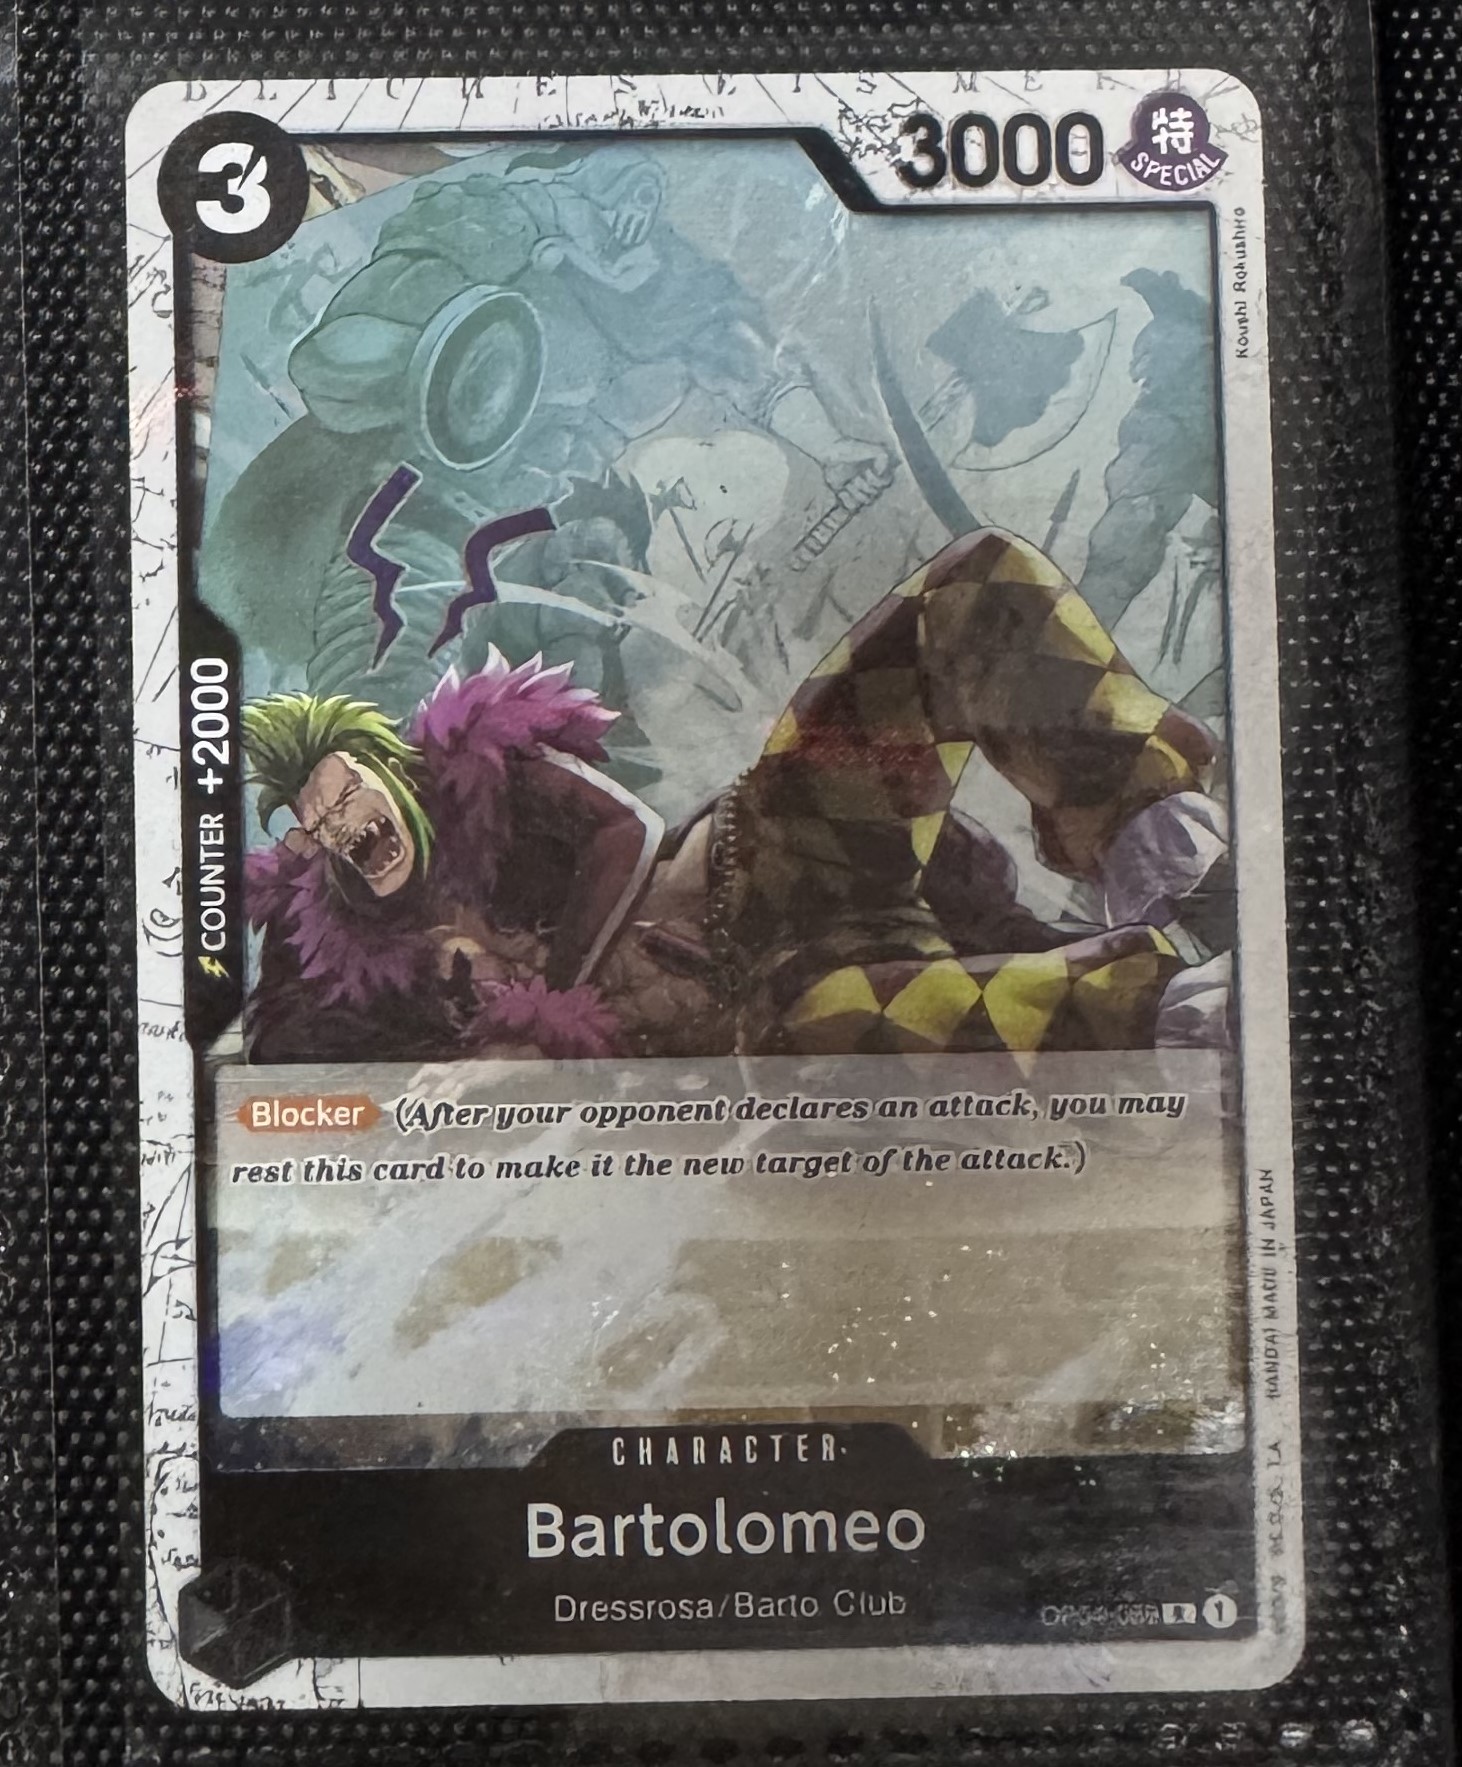 3
3000
特
SPECIAL
Koushi Rokushiro
COUNTER +2000
Blocker (After your opponent declares an attack, you may
rest this card to make it the new target of the attack.)
CHARACTER
Bartolomeo
Dressrosa/Barto Club
R 1
BANDAI MADE IN JAPAN